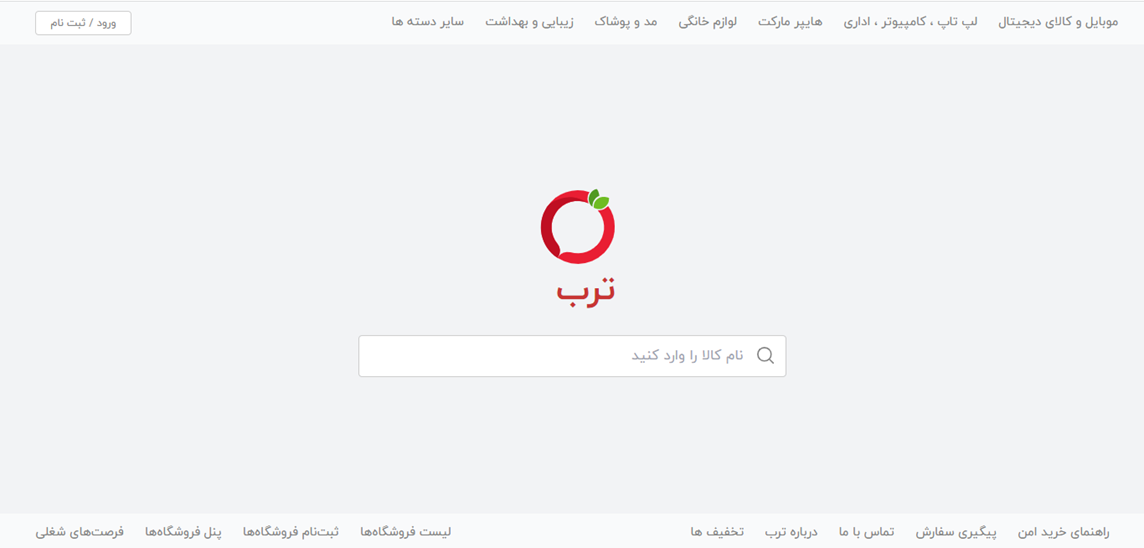 موبایل و کالای دیجیتال لپ تاپ ، کامپیوتر ، اداری هایپر مارکت لوازم خانگی مد و پوشاک زیبایی و بهداشت سایر دسته ها ورود / ثبت نام
ترب
نام کالا را وارد کنید
راهنمای خرید امن پیگیری سفارش تماس با ما درباره ترب تخفیف ها لیست فروشگاه‌ها ثبت‌نام فروشگاه‌ها پنل فروشگاه‌ها فرصت‌های شغلی